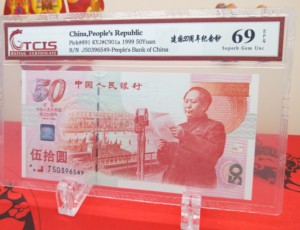 TCIS
China,People's Republic
Pick#891 KYJ#C901a 1999 50Yuan
S/N J50396549-People's Bank of China
建国50周年纪念钞
69 EPQ
Superb Gem Unc
50
中国人民银行
伍拾圆
J50396549
50